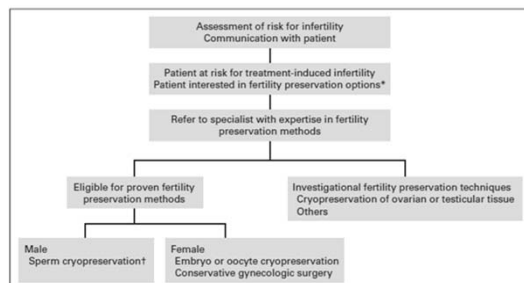 Assessment of risk for infertility
Communication with patient
Patient at risk for treatment-induced infertility
Patient interested in fertility preservation options*
Refer to specialist with expertise in fertility
preservation methods
Eligible for proven fertility
preservation methods
Investigational fertility preservation techniques
Cryopreservation of ovarian or testicular tissue
Others
Male
Sperm cryopreservation†
Female
Embryo or oocyte cryopreservation
Conservative gynecologic surgery